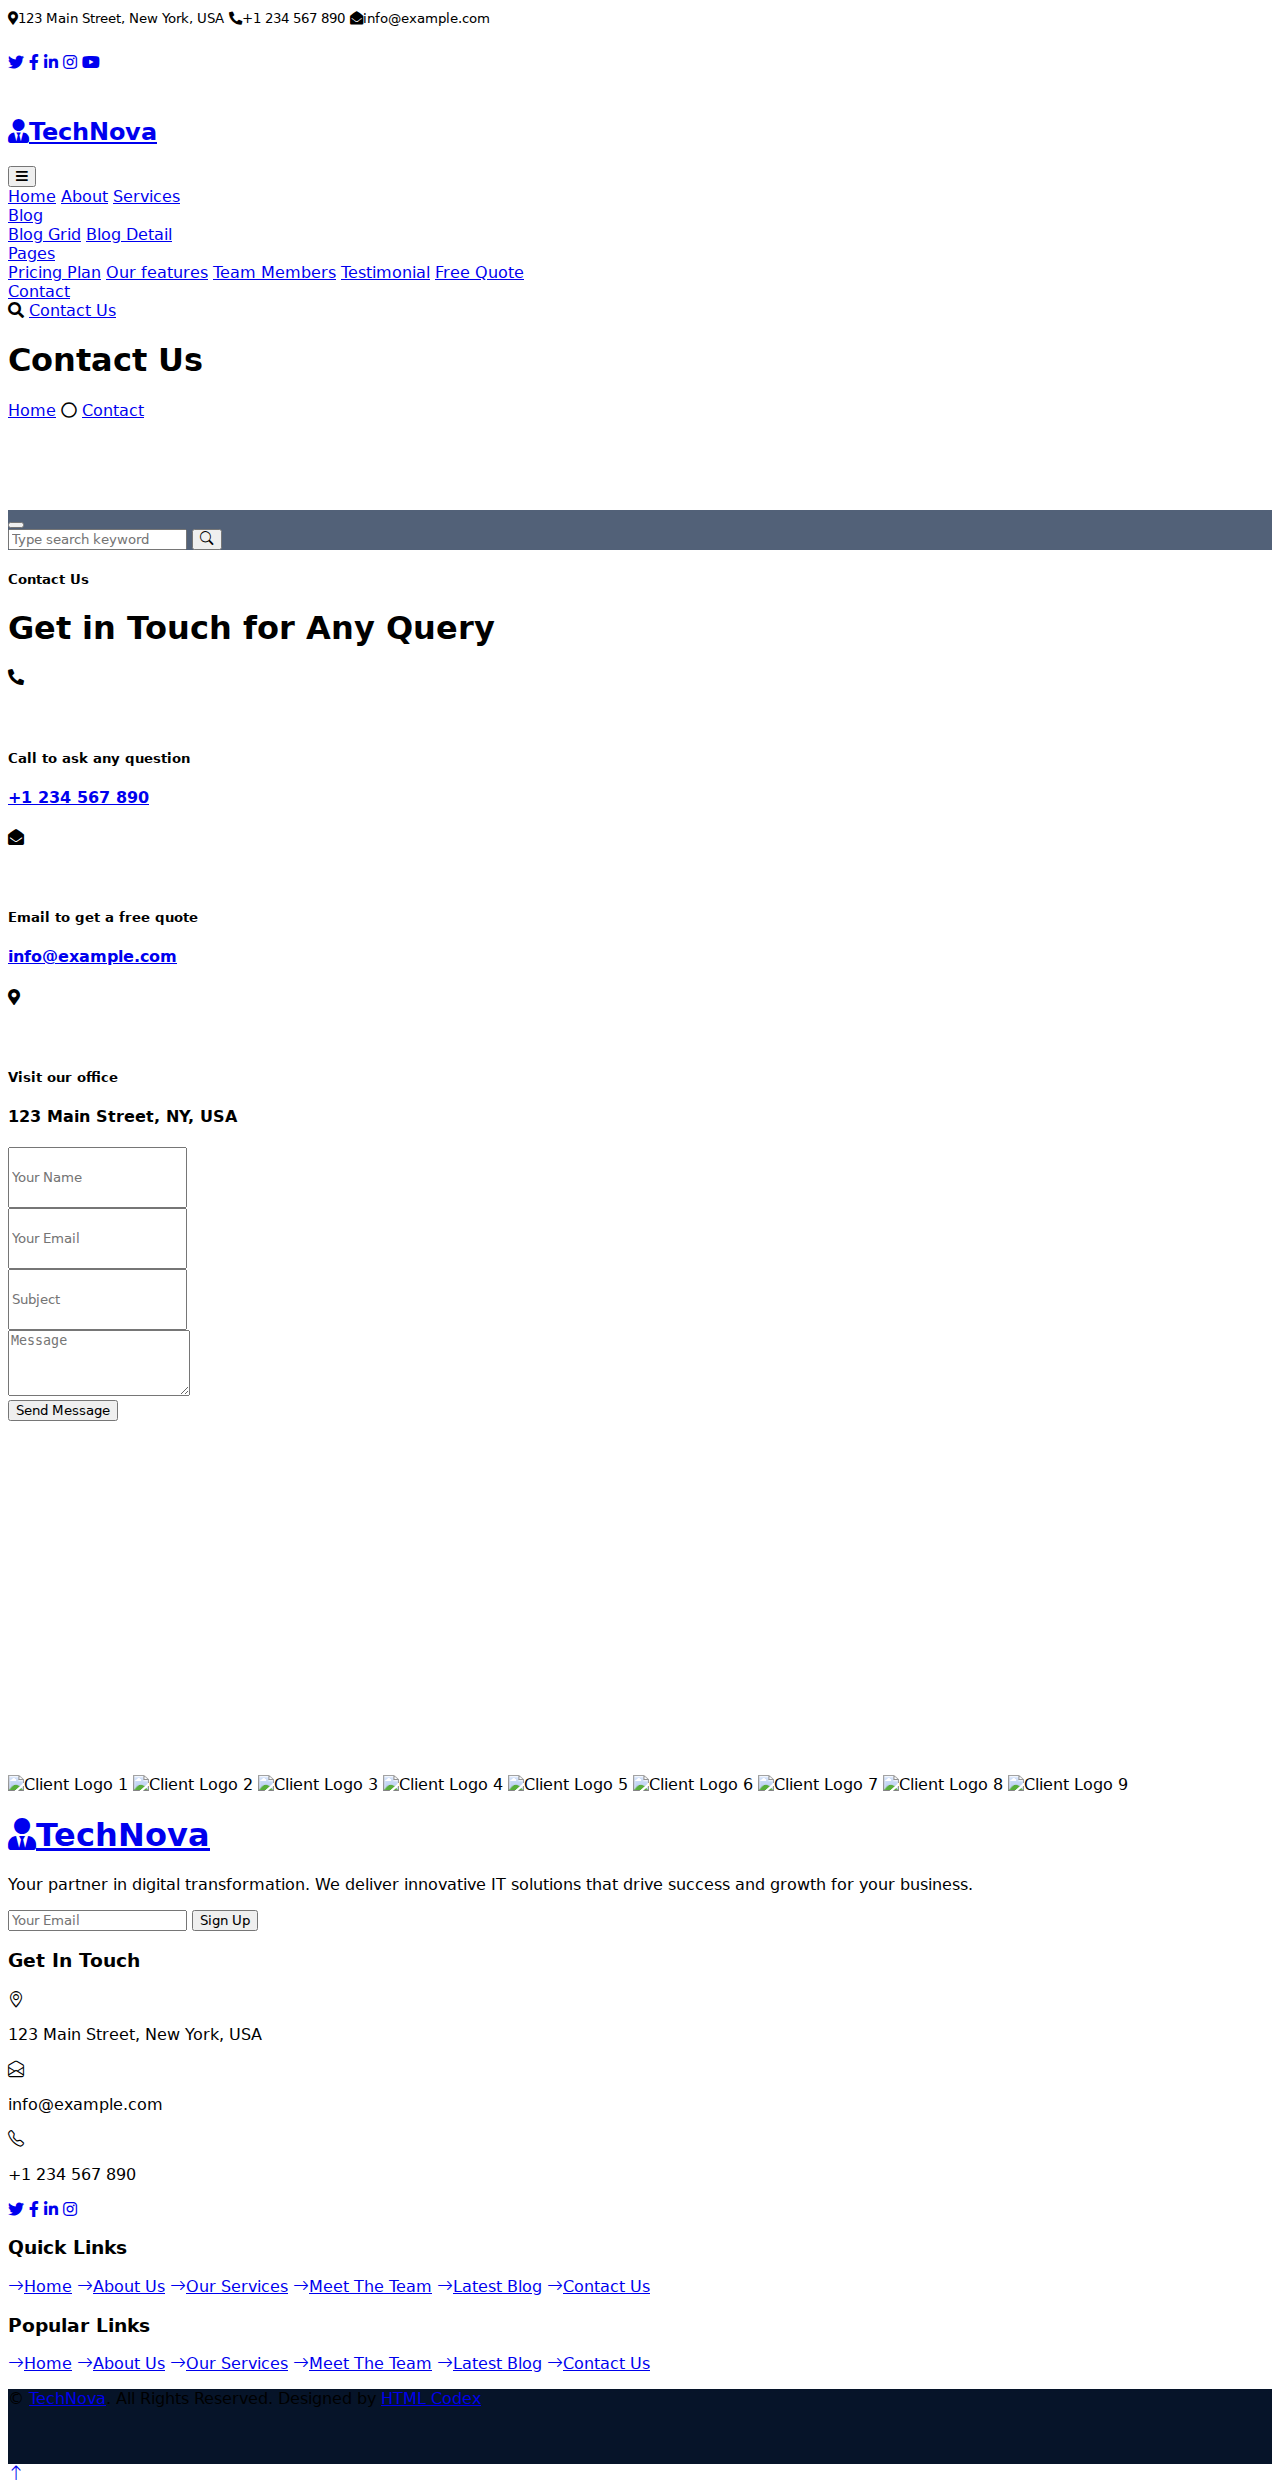 123 Main Street, New York, USA +1 234 567 890 info@example.com
TechNova
Home About Services
Blog
Blog Grid Blog Detail
Pages
Pricing Plan Our features Team Members Testimonial Free Quote
Contact
Contact Us
Contact Us
Home Contact
Type search keyword
Contact Us
Get in Touch for Any Query
Call to ask any question
+1 234 567 890
Email to get a free quote
info@example.com
Visit our office
123 Main Street, NY, USA
Your Name
Your Email
Subject
Message
Send Message
Client Logo 1 Client Logo 2 Client Logo 3 Client Logo 4 Client Logo 5 Client Logo 6 Client Logo 7 Client Logo 8 Client Logo 9
TechNova
Your partner in digital transformation. We deliver innovative IT solutions that drive success and growth for your business.
Your Email Sign Up
Get In Touch
123 Main Street, New York, USA
info@example.com
+1 234 567 890
Quick Links
Home About Us Our Services Meet The Team Latest Blog Contact Us
Popular Links
Home About Us Our Services Meet The Team Latest Blog Contact Us
© TechNova. All Rights Reserved. Designed by HTML Codex